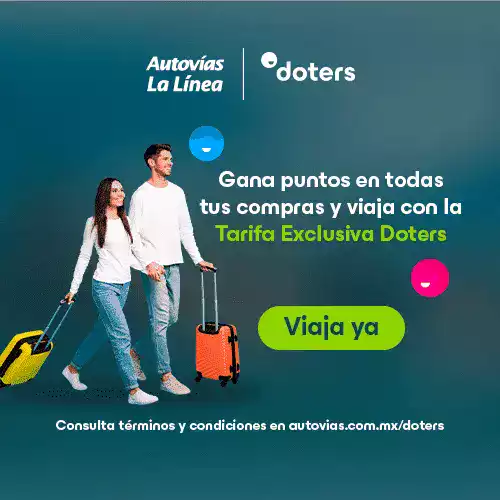 Autovías
La Línea
doters
Gana puntos en todas
tus compras y viaja con la
Tarifa Exclusiva Doters
Viaja ya
Consulta términos y condiciones en autovias.com.mx/doters